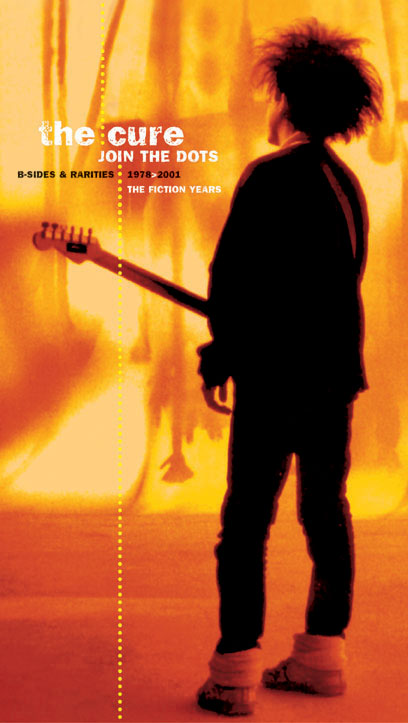 the cure
JOIN THE DOTS
B-SIDES & RARITIES 1978>2001
THE FICTION YEARS